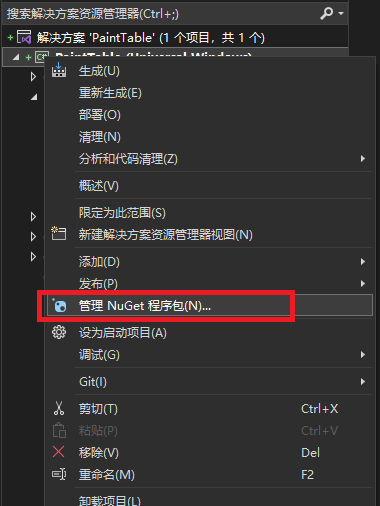 搜索解决方案资源管理器(Ctrl+;)
解决方案 'PaintTable' (1 个项目，共 1 个)
PaintTable (Universal Windows)
生成(U)
重新生成(E)
部署(O)
清理(N)
分析和代码清理(Z)
概述(V)
限定为此范围(S)
新建解决方案资源管理器视图(N)
添加(D)
发布(P)
管理 NuGet 程序包(N)...
设为启动项目(A)
调试(G)
Git(I)
剪切(T) Ctrl+X
粘贴(P) Ctrl+V
移除(V) Del
重命名(M) F2
卸载项目(L)